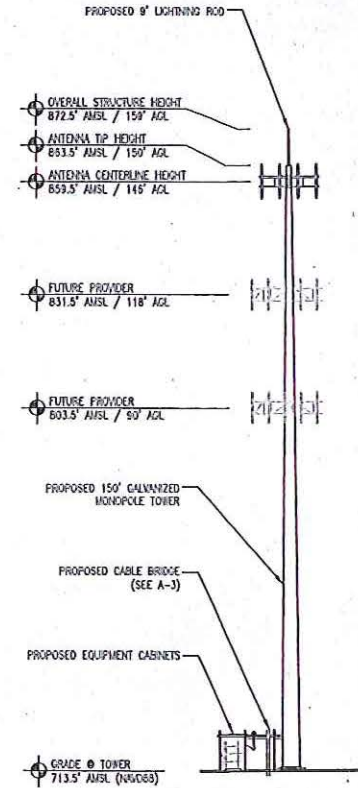 PROPOSED 9' LIGHTNING ROD
OVERALL STRUCTURE HEIGHT
872.5' AMSL / 159' AGL
ANTENNA TIP HEIGHT
863.5' AMSL / 150' AGL
ANTENNA CENTERLINE HEIGHT
859.5' AMSL / 146' AGL
FUTURE PROVIDER
831.5' AMSL / 118' AGL
FUTURE PROVIDER
803.5' AMSL / 90' AGL
PROPOSED 150' GALVANIZED
MONOPOLE TOWER
PROPOSED CABLE BRIDGE
(SEE A-3)
PROPOSED EQUIPMENT CABINETS
GRADE @ TOWER
713.5' AMSL (NAVD88)